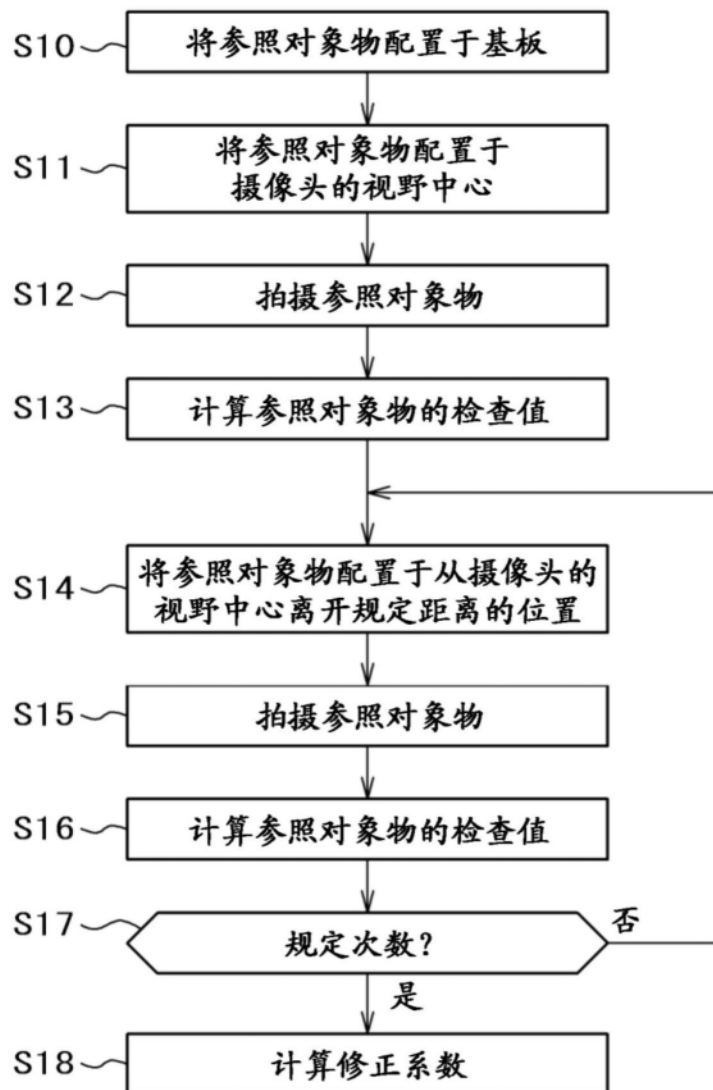 S10
将参照对象物配置于基板
S11
将参照对象物配置于
摄像头的视野中心
S12
拍摄参照对象物
S13
计算参照对象物的检查值
S14
将参照对象物配置于从摄像头的
视野中心离开规定距离的位置
S15
拍摄参照对象物
S16
计算参照对象物的检查值
S17
规定次数?
否
是
S18
计算修正系数